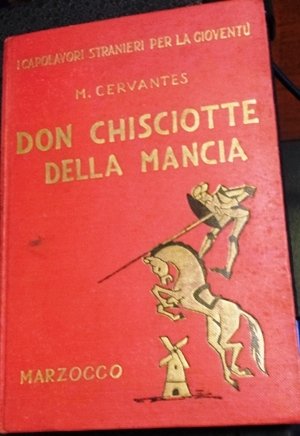 I CAPOLAVORI STRANIERI PER LA GIOVENTÙ
M. CERVANTES
DON CHISCIOTTE
DELLA MANCIA
MARZOCCO